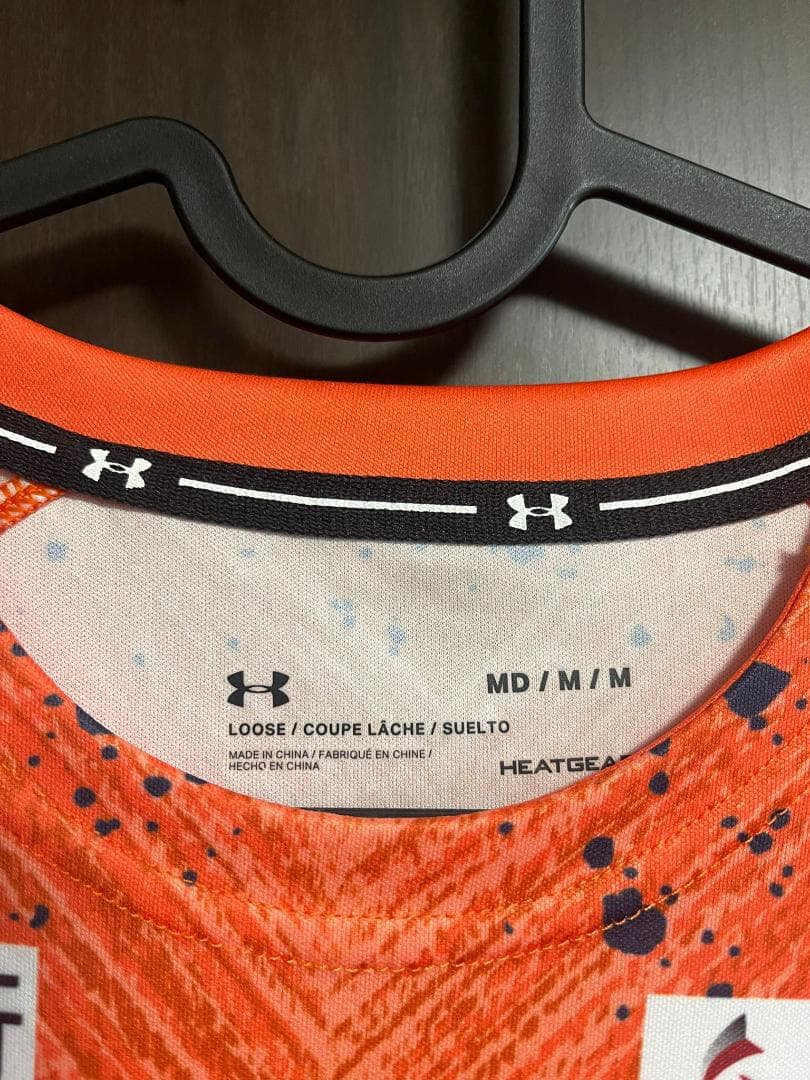 MD / M / M
LOOSE / COUPE LÂCHE / SUELTO
MADE IN CHINA / FABRIQUÉ EN CHINE /
HECHO EN CHINA